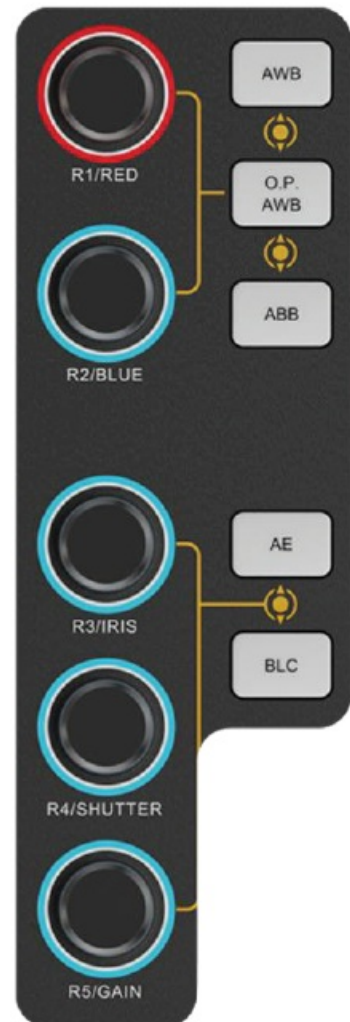 AWB
R1/RED
O.P.
AWB
R2/BLUE
ABB
R3/IRIS
AE
BLC
R4/SHUTTER
R5/GAIN